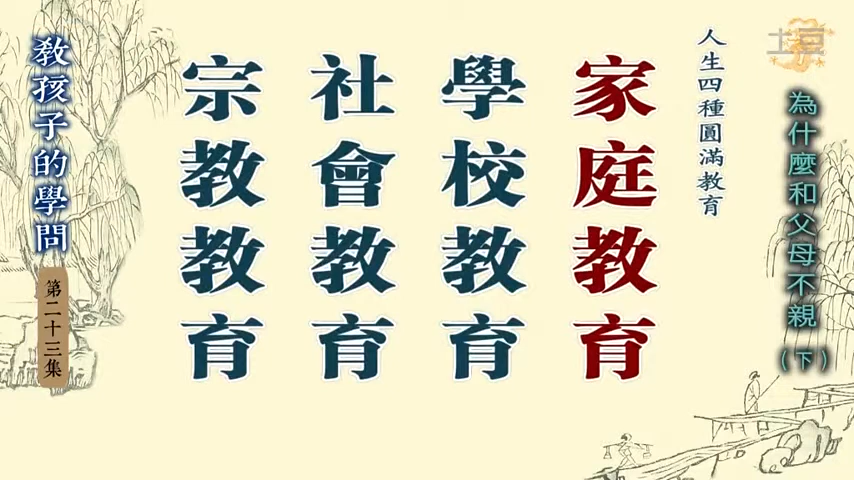 為什麼和父母不親
(下)
人生四種圓滿教育
家庭教育
學校教育
社會教育
宗教教育
教孩子的學問
第二十三集
土豆